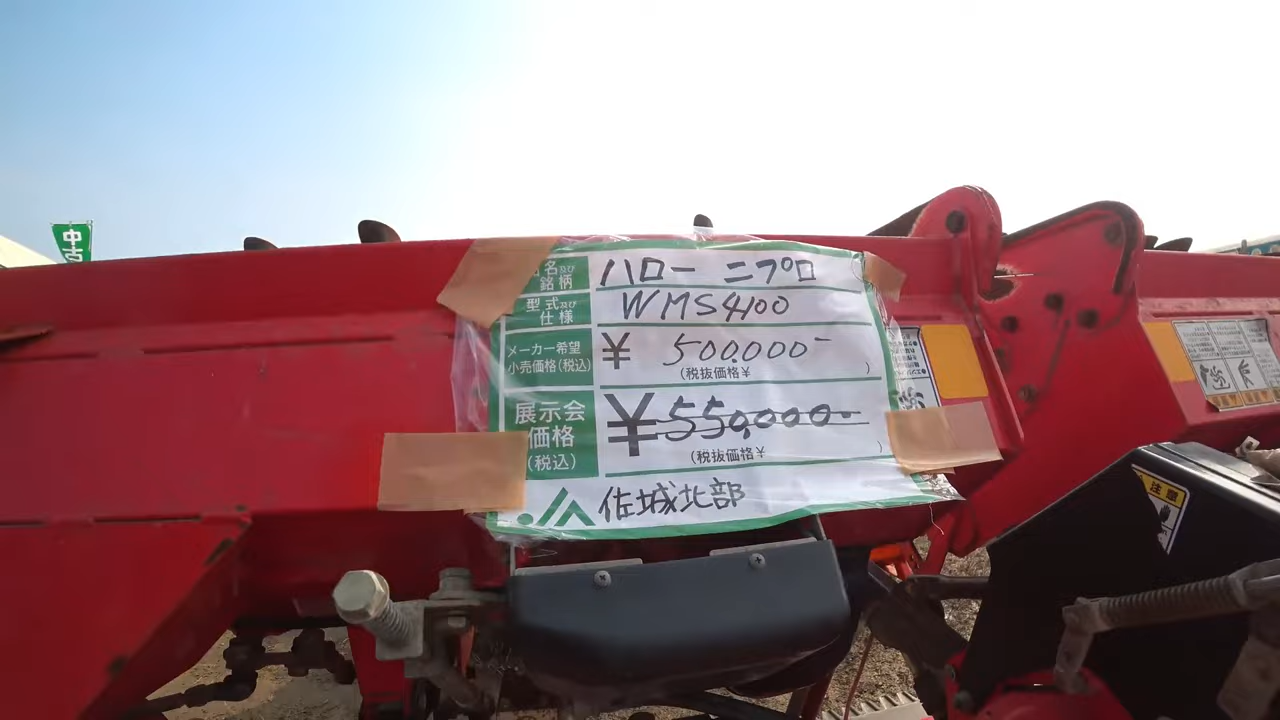 中古
品名及び
銘柄
ハロー ニプロ
型式及び
仕様
WMS4100
メーカー希望
小売価格(税込)
¥ 500,000-
(税抜価格¥ )
展示会
価格
(税込)
¥550,000-
(税抜価格¥ )
JA 佐城北部
注意